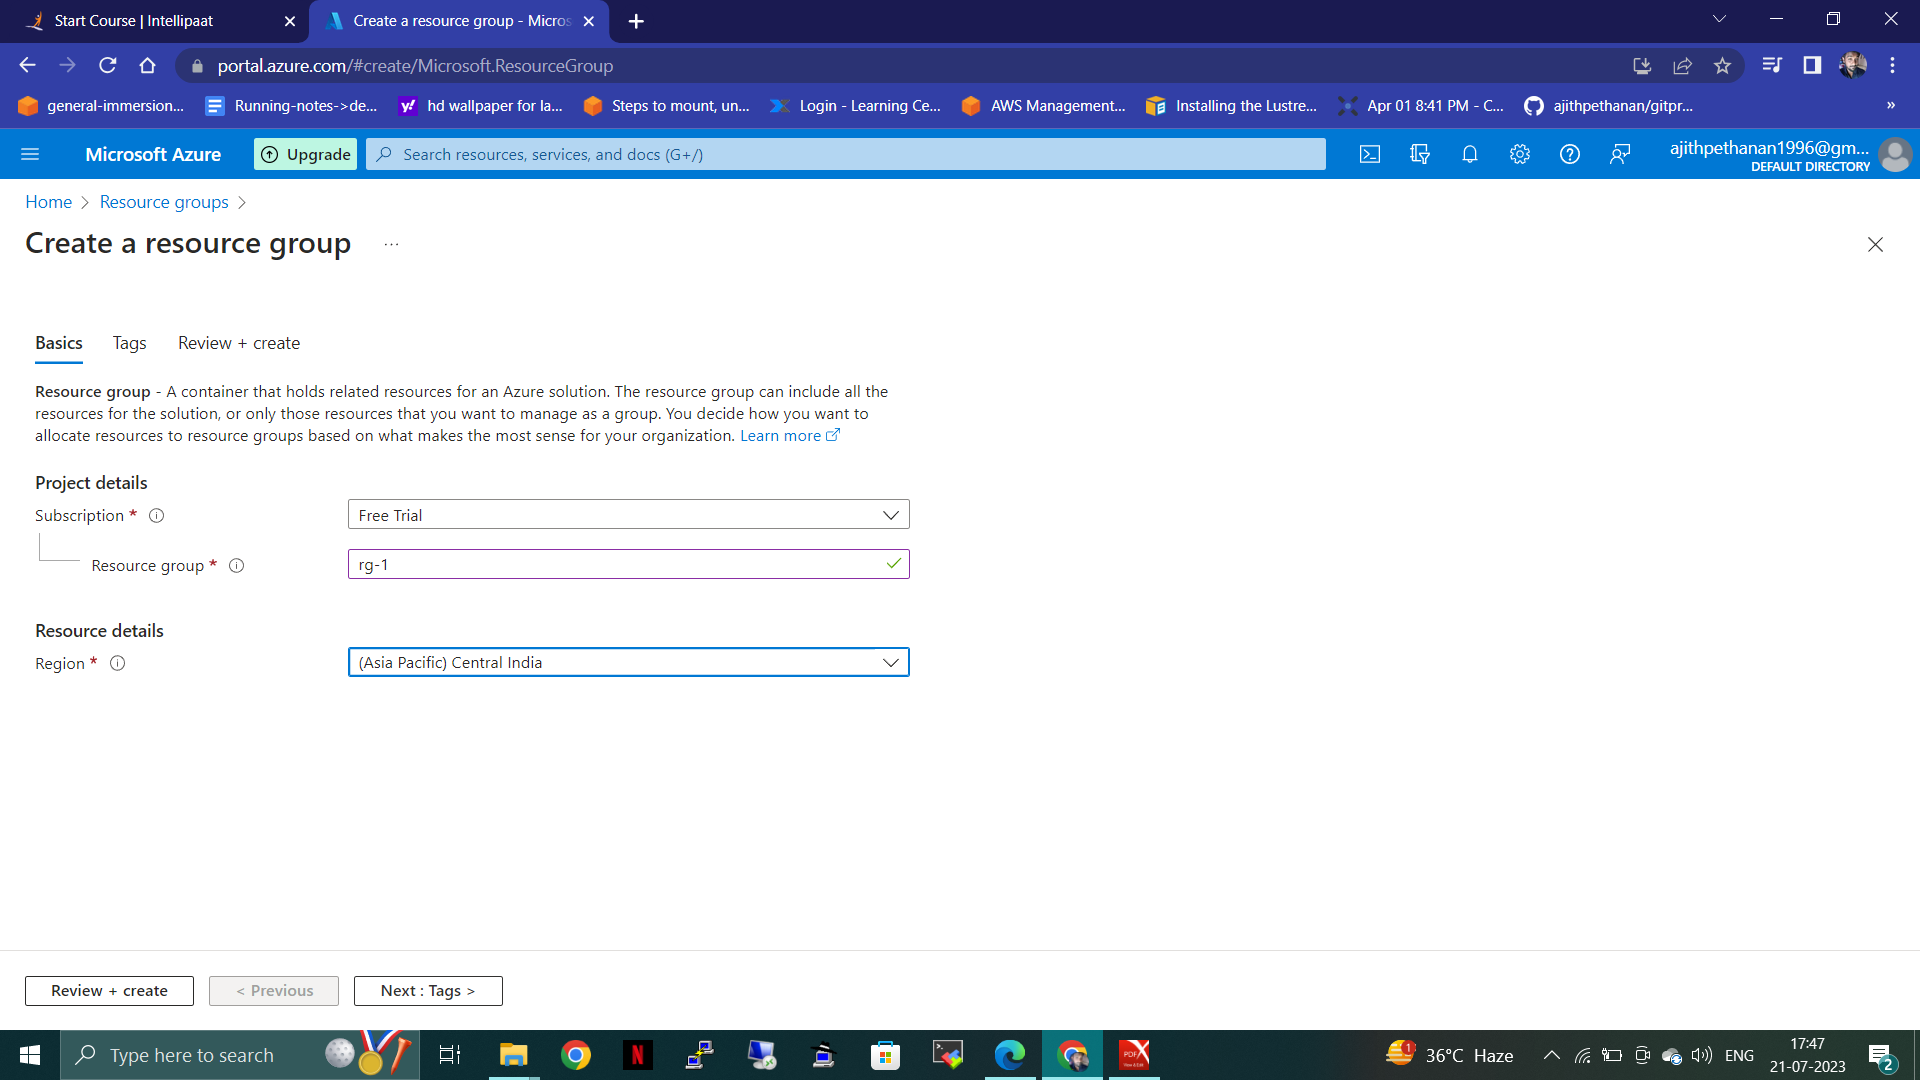 Start Course | Intellipaat
Create a resource group - Micros
portal.azure.com/#create/Microsoft.ResourceGroup
general-immersion...
Running-notes->de...
hd wallpaper for la...
Steps to mount, un...
Login - Learning Ce...
AWS Management...
Installing the Lustre...
Apr 01 8:41 PM - C...
ajithpethanan/gitpr...
»
Microsoft Azure
Upgrade
Search resources, services, and docs (G+/)
ajithpethanan1996@gm...
DEFAULT DIRECTORY
Home > Resource groups >
Create a resource group ...
Basics Tags Review + create
Resource group - A container that holds related resources for an Azure solution. The resource group can include all the
resources for the solution, or only those resources that you want to manage as a group. You decide how you want to
allocate resources to resource groups based on what makes the most sense for your organization. Learn more
Project details
Subscription *
Free Trial
Resource group *
rg-1
Resource details
Region *
(Asia Pacific) Central India
Review + create
< Previous
Next : Tags >
Type here to search
N
PDF
1
36°C Haze
ENG
17:47
21-07-2023
2